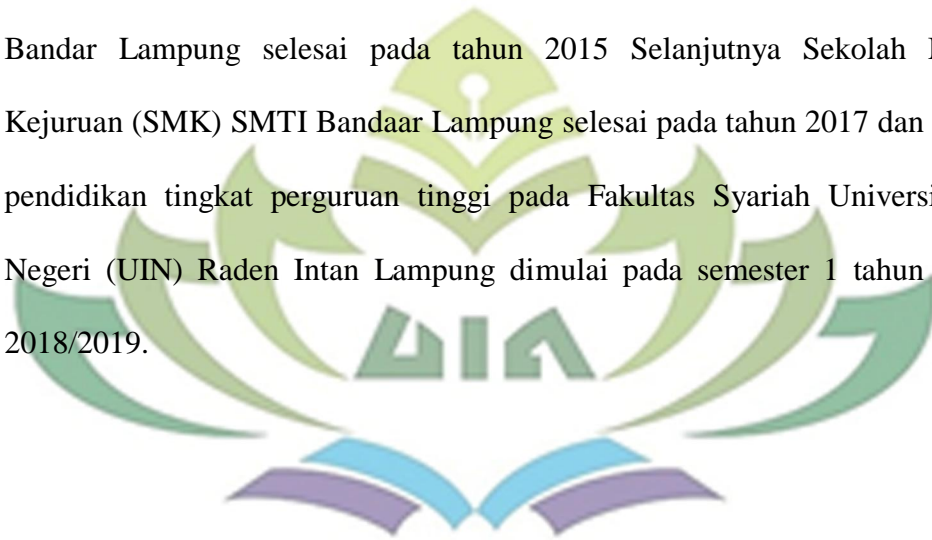 Bandar Lampung selesai pada tahun 2015 Selanjutnya Sekolah
Kejuruan (SMK) SMTI Bandaar Lampung selesai pada tahun 2017 dan
pendidikan tingkat perguruan tinggi pada Fakultas Syariah
Negeri (UIN) Raden Intan Lampung dimulai pada semester 1 tahun
2018/2019.
UIN